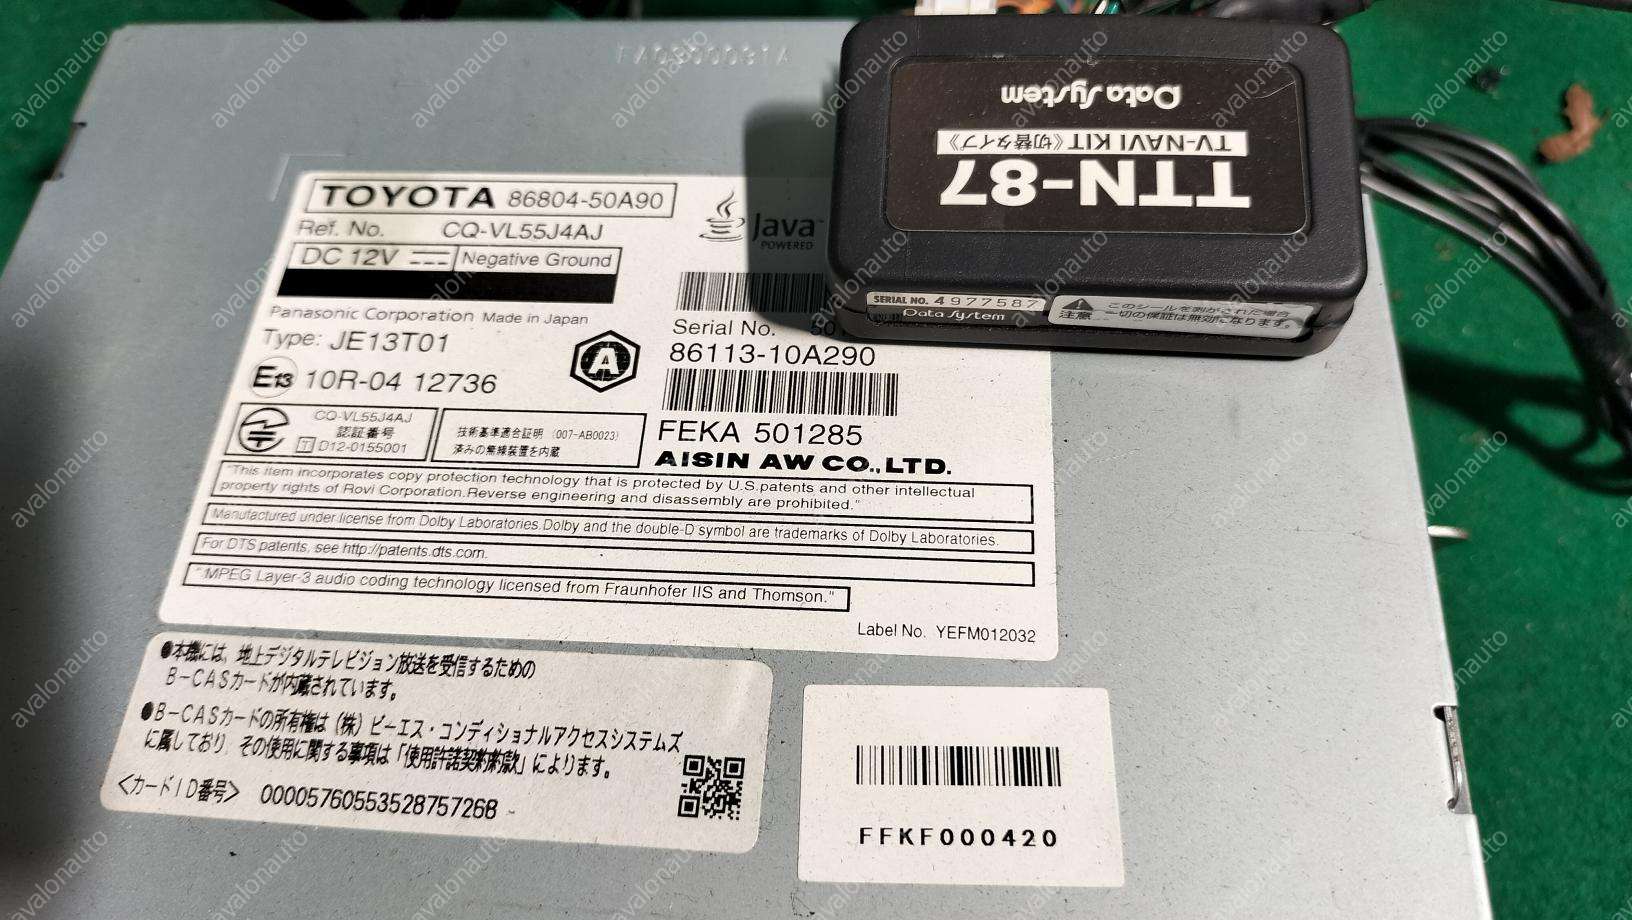 FA0900031A
Data System
TV-NAVI KIT《切替タイプ》
TTN-87
SERIAL NO. 4977587
Data System
注意 このシールを剥がされた場合
一切の保証は無効になります。
TOYOTA 86804-50A90
Ref. No. CQ-VL55J4AJ
DC 12V Negative Ground
Panasonic Corporation Made in Japan
Type: JE13T01
E13 10R-04 12736
CQ-VL55J4AJ
認証番号
T D12-0155001
技術基準適合証明 (007-AB0023)
済みの無線装置を内蔵
Java
POWERED
Serial No. 50
86113-10A290
FEKA 501285
AISIN AW CO.,LTD.
"This item incorporates copy protection technology that is protected by U.S.patents and other intellectual
property rights of Rovi Corporation.Reverse engineering and disassembly are prohibited."
Manufactured under license from Dolby Laboratories.Dolby and the double-D symbol are trademarks of Dolby Laboratories.
For DTS patents, see http://patents.dts.com.
"MPEG Layer-3 audio coding technology licensed from Fraunhofer IIS and Thomson."
Label No. YEFM012032
●本機には、地上デジタルテレビジョン放送を受信するための
B-CASカードが内蔵されています。
●B-CASカードの所有権は(株)ビーエス・コンディショナルアクセスシステムズ
に属しており、その使用に関する事項は「使用許諾契約約款」によります。
<カードID番号> 00005760553528757268
FFKF000420
avalonauto